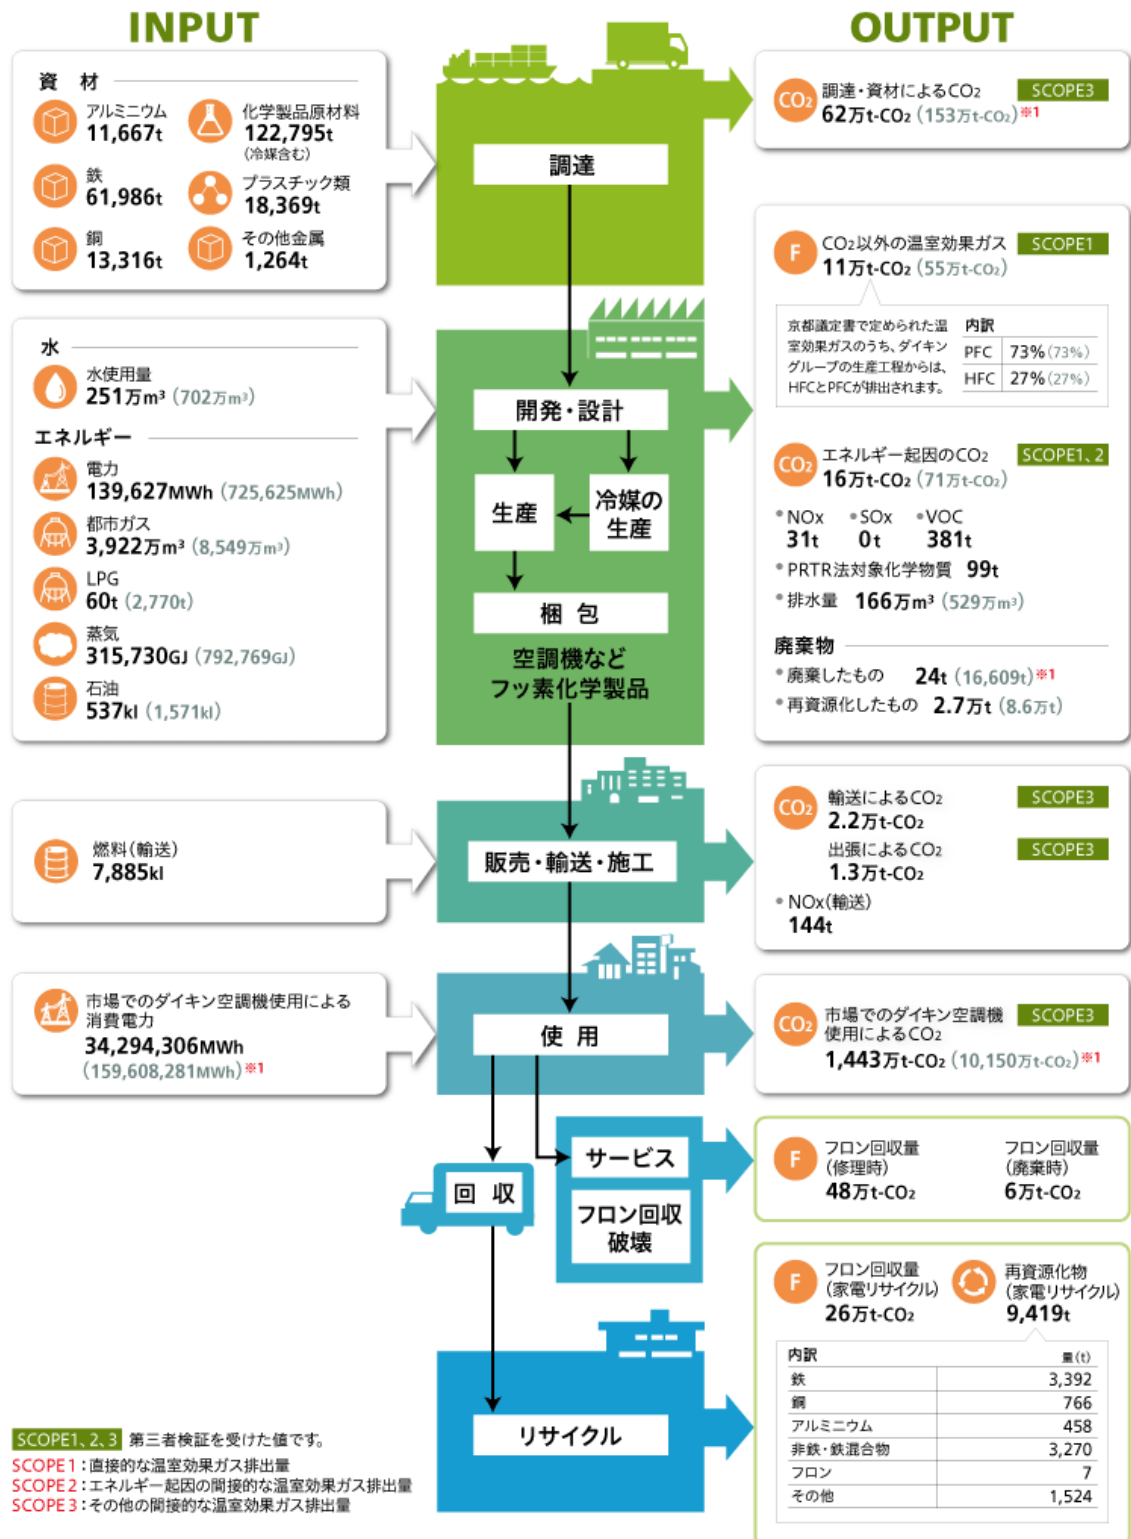 INPUT
資 材
アルミニウム
11,667t
化学製品原材料
122,795t
(冷媒含む)
鉄
61,986t
プラスチック類
18,369t
銅
13,316t
その他金属
1,264t
水
水使用量
251万m³ (702万m³)
エネルギー
電力
139,627MWh (725,625MWh)
都市ガス
3,922万m³ (8,549万m³)
LPG
60t (2,770t)
蒸気
315,730GJ (792,769GJ)
石油
537kl (1,571kl)
燃料(輸送)
7,885kl
市場でのダイキン空調機使用による
消費電力
34,294,306MWh
(159,608,281MWh)※1
調達
開発・設計
生産
冷媒の
生産
梱 包
空調機など
フッ素化学製品
販売・輸送・施工
使 用
回 収
サービス
フロン回収
破壊
リサイクル
OUTPUT
CO₂
調達・資材によるCO₂
SCOPE3
62万t-CO₂ (153万t-CO₂)※1
F
CO₂以外の温室効果ガス
SCOPE1
11万t-CO₂ (55万t-CO₂)
京都議定書で定められた温
室効果ガスのうち、ダイキン
グループの生産工程からは、
HFCとPFCが排出されます。
内訳
PFC 73%(73%)
HFC 27%(27%)
CO₂
エネルギー起因のCO₂
SCOPE1、2
16万t-CO₂ (71万t-CO₂)
•NOx •SOx •VOC
31t 0t 381t
•PRTR法対象化学物質 99t
•排水量 166万m³ (529万m³)
廃棄物
•廃棄したもの 24t (16,609t)※1
•再資源化したもの 2.7万t (8.6万t)
CO₂
輸送によるCO₂
SCOPE3
2.2万t-CO₂
出張によるCO₂
SCOPE3
1.3万t-CO₂
•NOx(輸送)
144t
CO₂
市場でのダイキン空調機
使用によるCO₂
SCOPE3
1,443万t-CO₂ (10,150万t-CO₂)※1
F
フロン回収量
(修理時)
48万t-CO₂
フロン回収量
(廃棄時)
6万t-CO₂
F
フロン回収量
(家電リサイクル)
26万t-CO₂
再資源化物
(家電リサイクル)
9,419t
内訳 量(t)
鉄 3,392
銅 766
アルミニウム 458
非鉄・鉄混合物 3,270
フロン 7
その他 1,524
SCOPE1、2、3 第三者検証を受けた値です。
SCOPE1：直接的な温室効果ガス排出量
SCOPE2：エネルギー起因の間接的な温室効果ガス排出量
SCOPE3：その他の間接的な温室効果ガス排出量